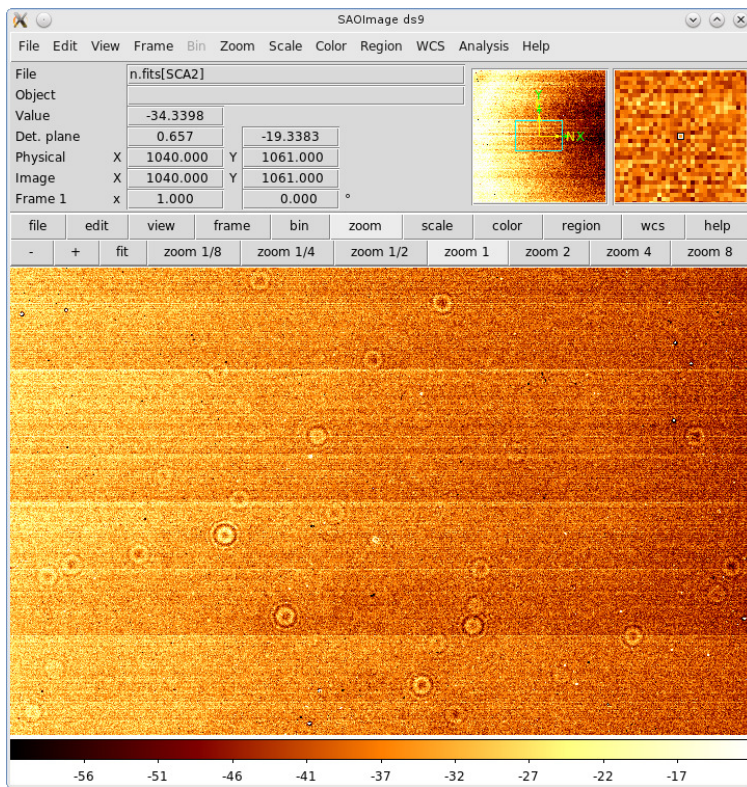 SAOImage ds9
File Edit View Frame Bin Zoom Scale Color Region WCS Analysis Help
File n.fits[SCA2]
Object
Value -34.3398
Det. plane 0.657 -19.3383
Physical X 1040.000 Y 1061.000
Image X 1040.000 Y 1061.000
Frame 1 x 1.000 0.000 °
Y
N X
file edit view frame bin zoom scale color region wcs help
- + fit zoom 1/8 zoom 1/4 zoom 1/2 zoom 1 zoom 2 zoom 4 zoom 8
-56 -51 -46 -41 -37 -32 -27 -22 -17